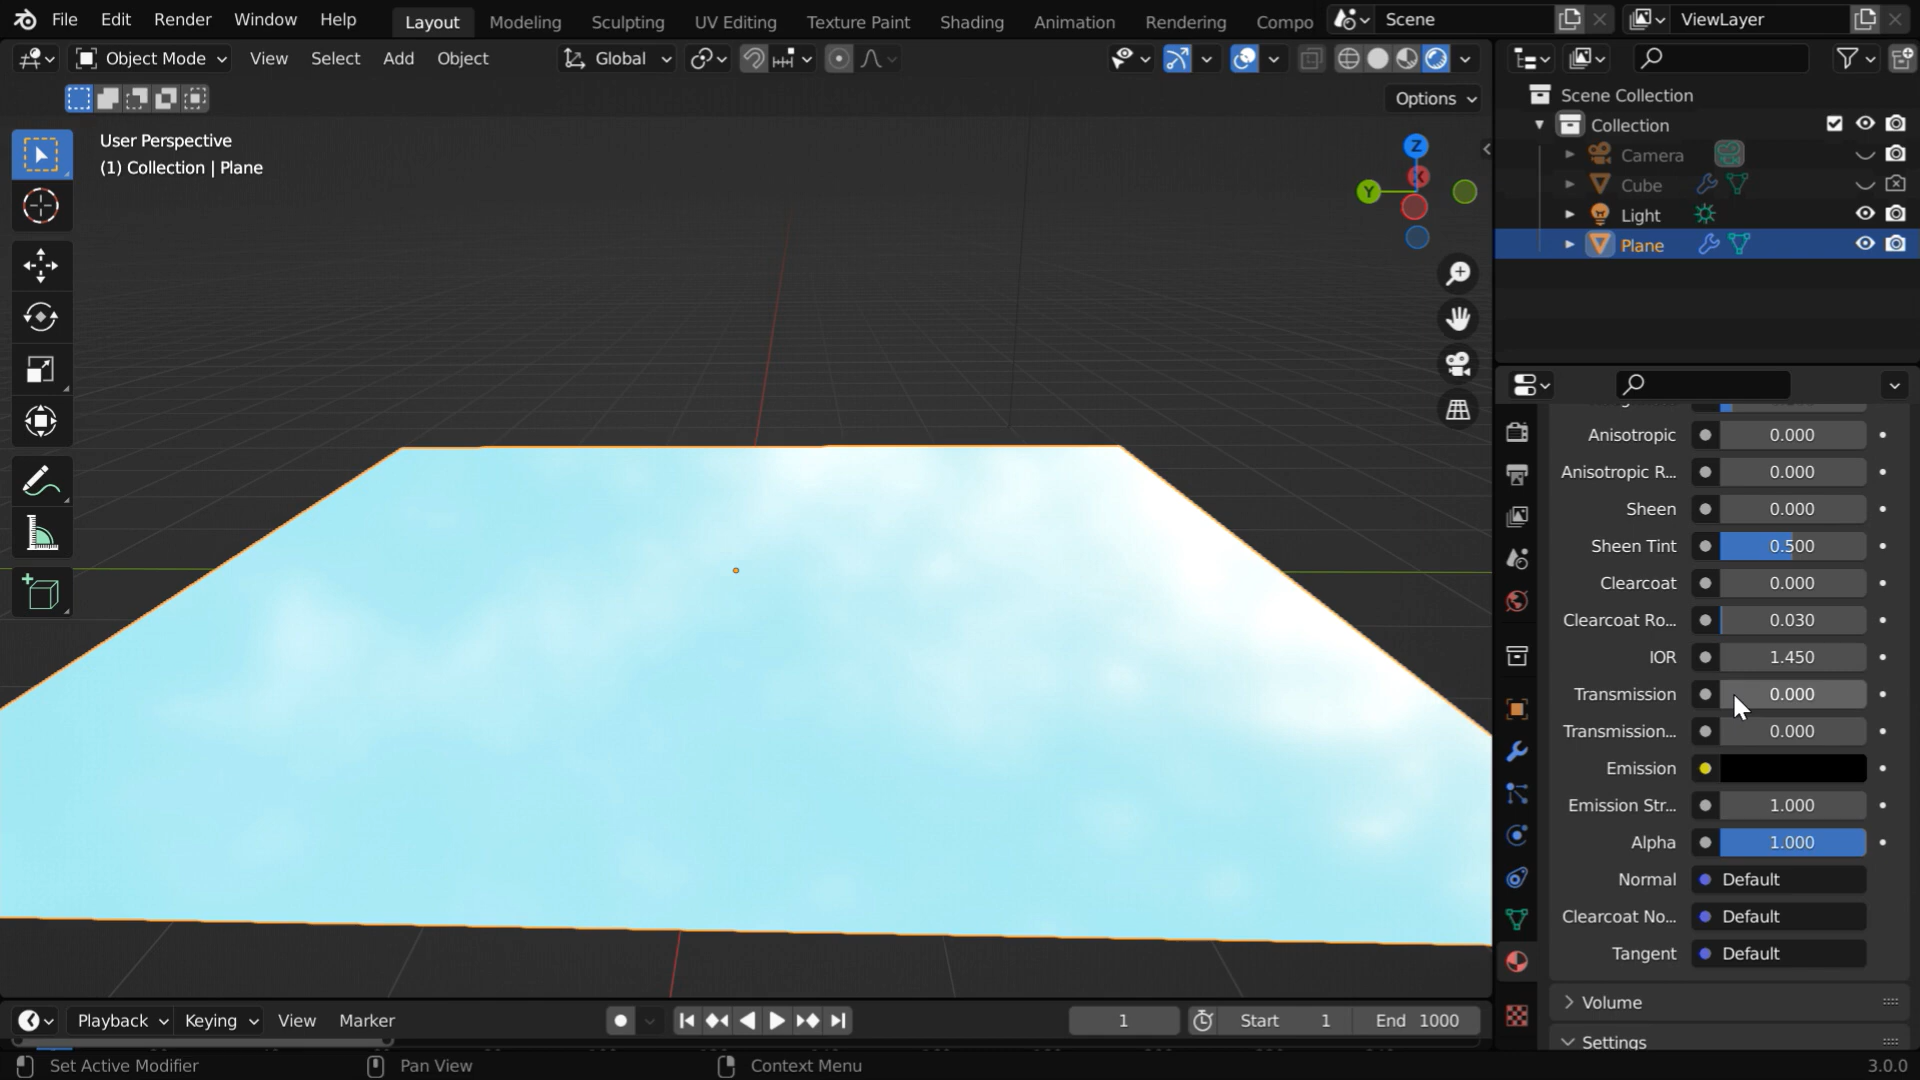 File Edit Render Window Help Layout Modeling Sculpting UV Editing Texture Paint Shading Animation Rendering Compo Scene ViewLayer
Object Mode View Select Add Object Global
Options
User Perspective
(1) Collection | Plane
Z
X
Y
Scene Collection
Collection
Camera
Cube
Light
Plane
Anisotropic 0.000
Anisotropic R... 0.000
Sheen 0.000
Sheen Tint 0.500
Clearcoat 0.000
Clearcoat Ro... 0.030
IOR 1.450
Transmission 0.000
Transmission... 0.000
Emission
Emission Str... 1.000
Alpha 1.000
Normal Default
Clearcoat No... Default
Tangent Default
Volume
Settings
Playback Keying View Marker 1 Start 1 End 1000
Set Active Modifier Pan View Context Menu 3.0.0